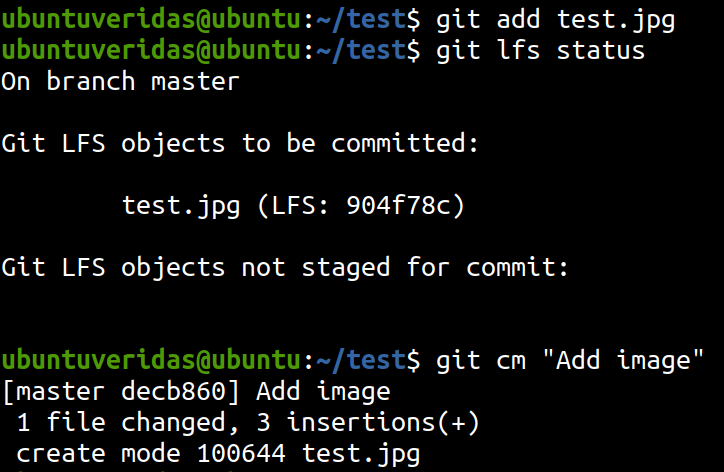 ubuntuveridas@ubuntu:~/test$ git add test.jpg
ubuntuveridas@ubuntu:~/test$ git lfs status
On branch master
Git LFS objects to be committed:
test.jpg (LFS: 904f78c)
Git LFS objects not staged for commit:
ubuntuveridas@ubuntu:~/test$ git cm "Add image"
[master decb860] Add image
1 file changed, 3 insertions(+)
create mode 100644 test.jpg